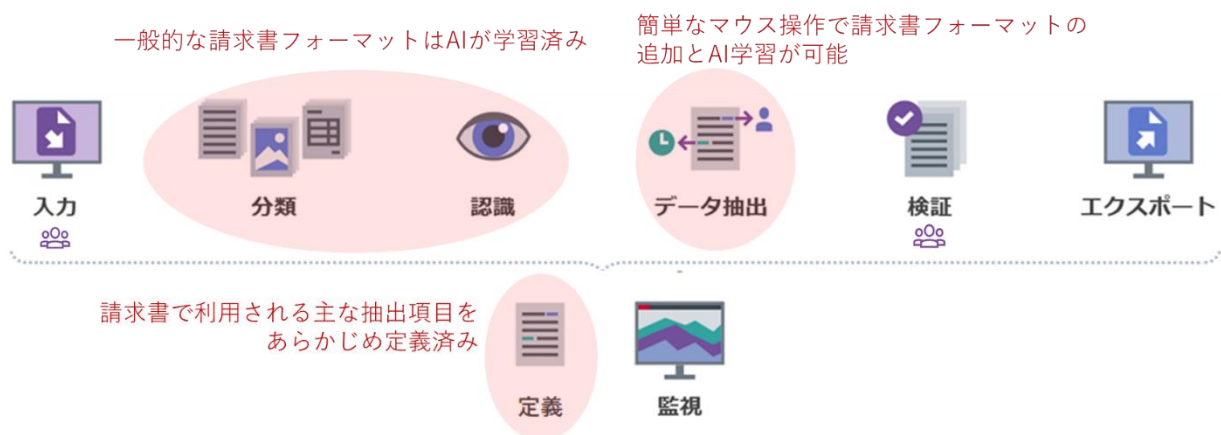 一般的な請求書フォーマットはAIが学習済み
簡単なマウス操作で請求書フォーマットの
追加とAI学習が可能
入力
分類
認識
データ抽出
検証
エクスポート
請求書で利用される主な抽出項目を
あらかじめ定義済み
定義
監視